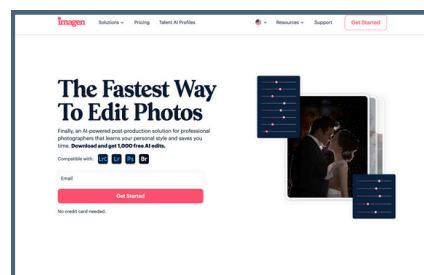 imagen Solutions Pricing Talent AI Profiles Resources Support Get Started
The Fastest Way
To Edit Photos
Finally, an AI-powered post-production solution for professional
photographers that learns your personal style and saves you
time. Download and get 1,000 free AI edits.
Compatible with: LrC Lr Ps Br
Email
Get Started
No credit card needed.